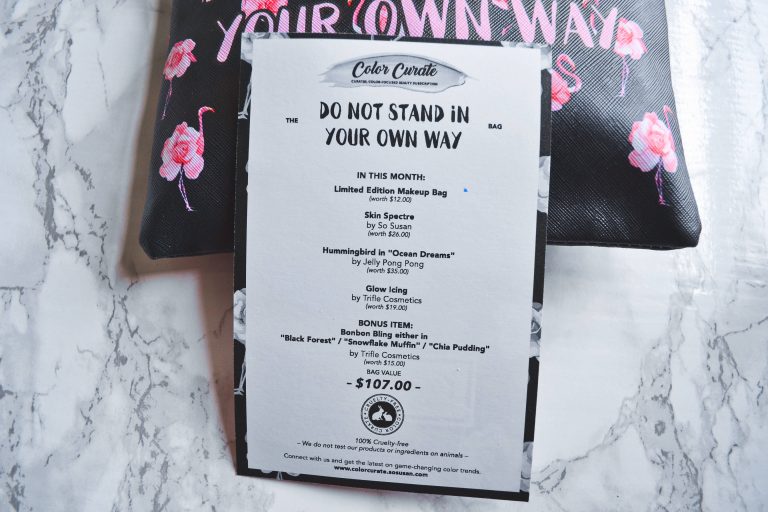 YOUR OWN WAY
Color Curate
CURATED, COLOR-FOCUSED BEAUTY SUBSCRIPTION
THE DO NOT STAND iN BAG
YOUR OWN WAY
IN THIS MONTH:
Limited Edition Makeup Bag
(worth $12.00)
Skin Spectre
by So Susan
(worth $26.00)
Hummingbird in "Ocean Dreams"
by Jelly Pong Pong
(worth $35.00)
Glow Icing
by Trifle Cosmetics
(worth $19.00)
BONUS ITEM:
Bonbon Bling either in
"Black Forest" / "Snowflake Muffin" / "Chia Pudding"
by Trifle Cosmetics
(worth $15.00)
BAG VALUE
- $107.00 -
CRUELTY-FREE
COLOR CURATE
100% Cruelty-free
– We do not test our products or ingredients on animals –
Connect with us and get the latest on game-changing color trends.
www.colorcurate.sosusan.com